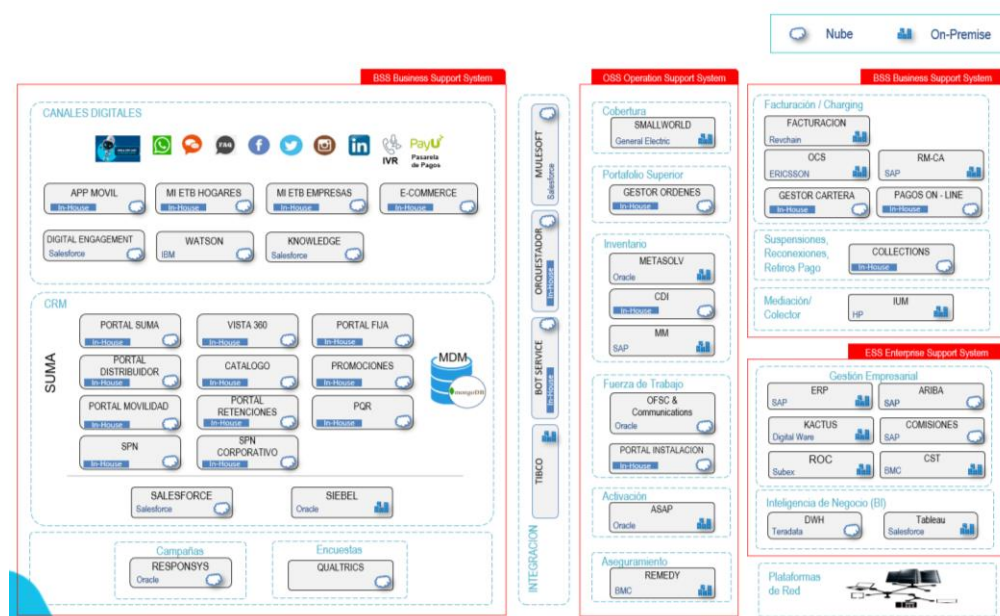 Nube
On-Premise
BSS Business Support System
CANALES DIGITALES
FAQ
IVR
PayU
Pasarela
de Pagos
APP MOVIL
In-House
MI ETB HOGARES
In-House
MI ETB EMPRESAS
In-House
E-COMMERCE
In-House
DIGITAL ENGAGEMENT
Salesforce
WATSON
IBM
KNOWLEDGE
Salesforce
CRM
SUMA
PORTAL SUMA
In-House
VISTA 360
In-House
PORTAL FIJA
In-House
PORTAL
DISTRIBUIDOR
In-House
CATALOGO
In-House
PROMOCIONES
In-House
PORTAL MOVILIDAD
In-House
PORTAL
RETENCIONES
In-House
PQR
In-House
SPN
In-House
SPN
CORPORATIVO
In-House
MDM
mongoDB
SALESFORCE
Salesforce
SIEBEL
Oracle
Campañas
RESPONSYS
Oracle
Encuestas
QUALTRICS
MULESOFT
Salesforce
ORQUESTADOR
In-House
BOT SERVICE
In-House
TIBCO
INTEGRACION
OSS Operation Support System
Cobertura
SMALLWORLD
General Electric
Portafolio Superior
GESTOR ORDENES
In-House
Inventario
METASOLV
Oracle
CDI
In-House
MM
SAP
Fuerza de Trabajo
OFSC &
Communications
Oracle
PORTAL INSTALACION
In-House
Activación
ASAP
Oracle
Aseguramiento
REMEDY
BMC
BSS Business Support System
Facturación / Charging
FACTURACION
Revchain
OCS
ERICSSON
RM-CA
SAP
GESTOR CARTERA
In-House
PAGOS ON - LINE
In-House
Suspensiones,
Reconexiones,
Retiros Pago
COLLECTIONS
In-House
Mediación/
Colector
IUM
HP
ESS Enterprise Support System
Gestión Empresarial
ERP
SAP
ARIBA
SAP
KACTUS
Digital Ware
COMISIONES
SAP
ROC
Subex
CST
BMC
Inteligencia de Negocio (BI)
DWH
Teradata
Tableau
Salesforce
Plataformas
de Red